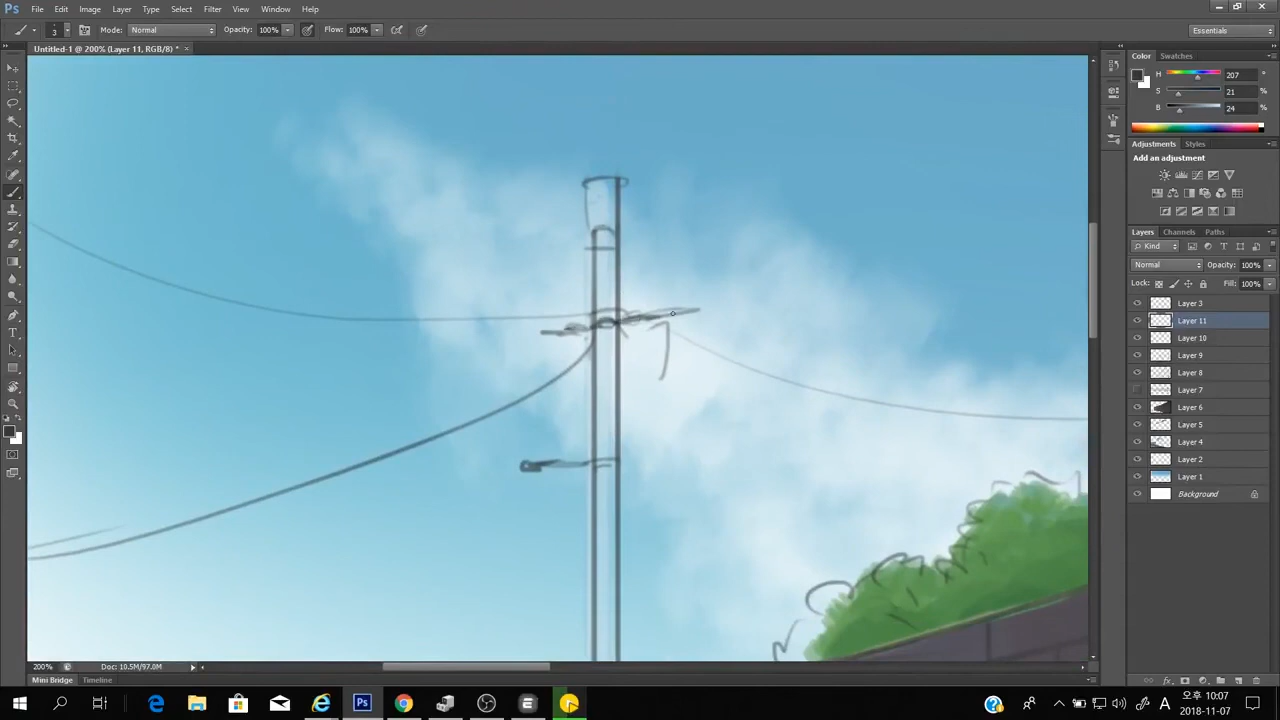 Ps File Edit Image Layer Type Select Filter View Window Help
3 Mode: Normal Opacity: 100% Flow: 100% Essentials
Untitled-1 @ 200% (Layer 11, RGB/8) * ×
Color Swatches
H 207 °
S 21 %
B 24 %
Adjustments Styles
Add an adjustment
Layers Channels Paths
Kind
Normal Opacity: 100%
Lock: Fill: 100%
Layer 3
Layer 11
Layer 10
Layer 9
Layer 8
Layer 7
Layer 6
Layer 5
Layer 4
Layer 2
Layer 1
Background
fx
200% Doc: 10.5M/97.0M
Mini Bridge Timeline
Ps A 오후 10:07
2018-11-07